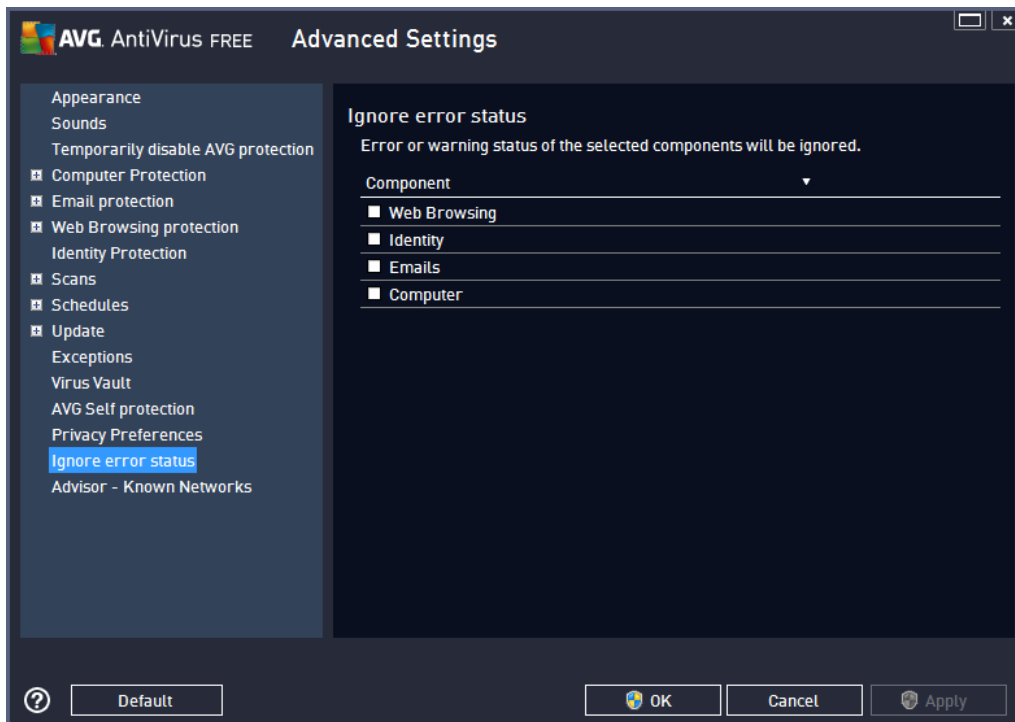 AVG. AntiVirus FREE Advanced Settings
Appearance
Sounds
Temporarily disable AVG protection
Computer Protection
Email protection
Web Browsing protection
Identity Protection
Scans
Schedules
Update
Exceptions
Virus Vault
AVG Self protection
Privacy Preferences
Ignore error status
Advisor - Known Networks
Ignore error status
Error or warning status of the selected components will be ignored.
Component
Web Browsing
Identity
Emails
Computer
? Default OK Cancel Apply